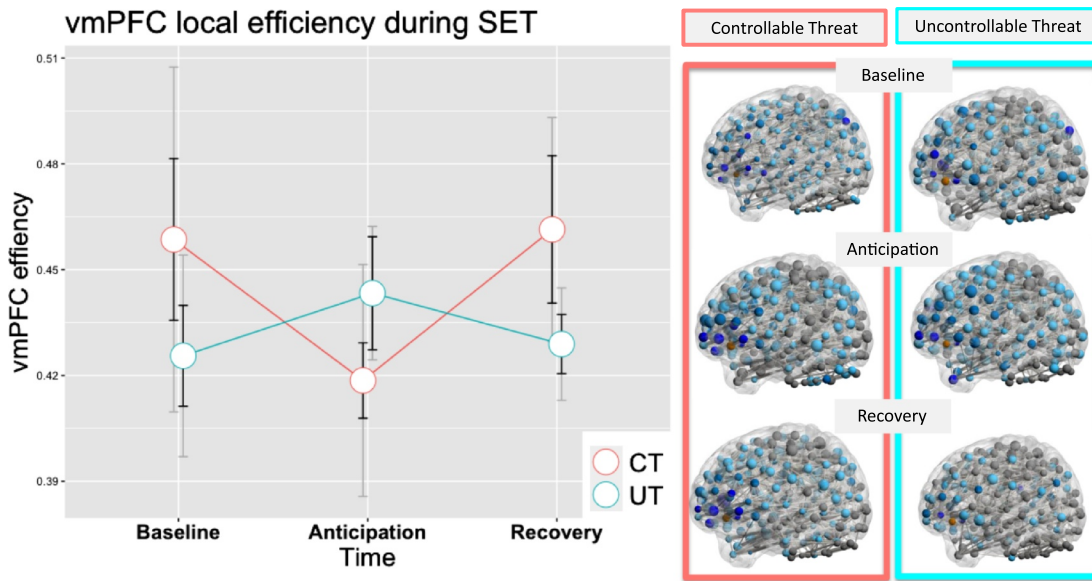 vmPFC local efficiency during SET
0.51
0.48
0.45
0.42
0.39
vmPFC effiency
Baseline
Anticipation
Recovery
Time
CT
UT
Controllable Threat
Uncontrollable Threat
Baseline
Anticipation
Recovery